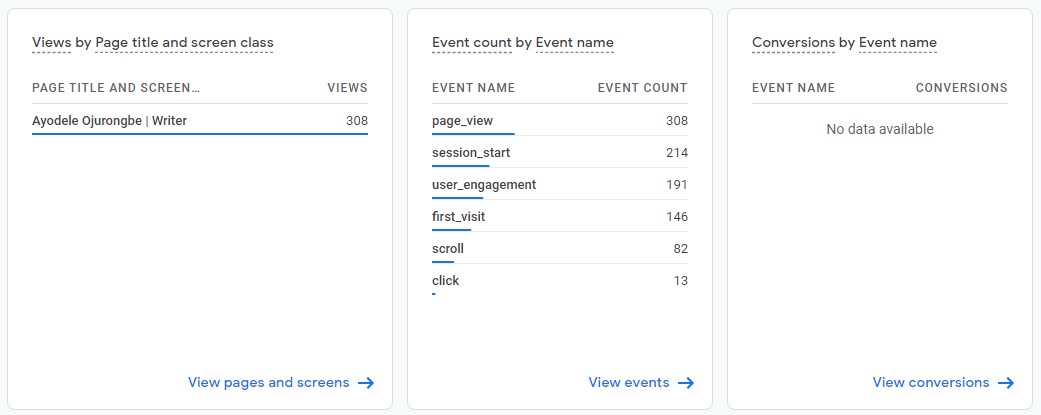 Views by Page title and screen class
PAGE TITLE AND SCREEN… VIEWS
Ayodele Ojurongbe | Writer 308
View pages and screens
Event count by Event name
EVENT NAME EVENT COUNT
page_view 308
session_start 214
user_engagement 191
first_visit 146
scroll 82
click 13
View events
Conversions by Event name
EVENT NAME CONVERSIONS
No data available
View conversions